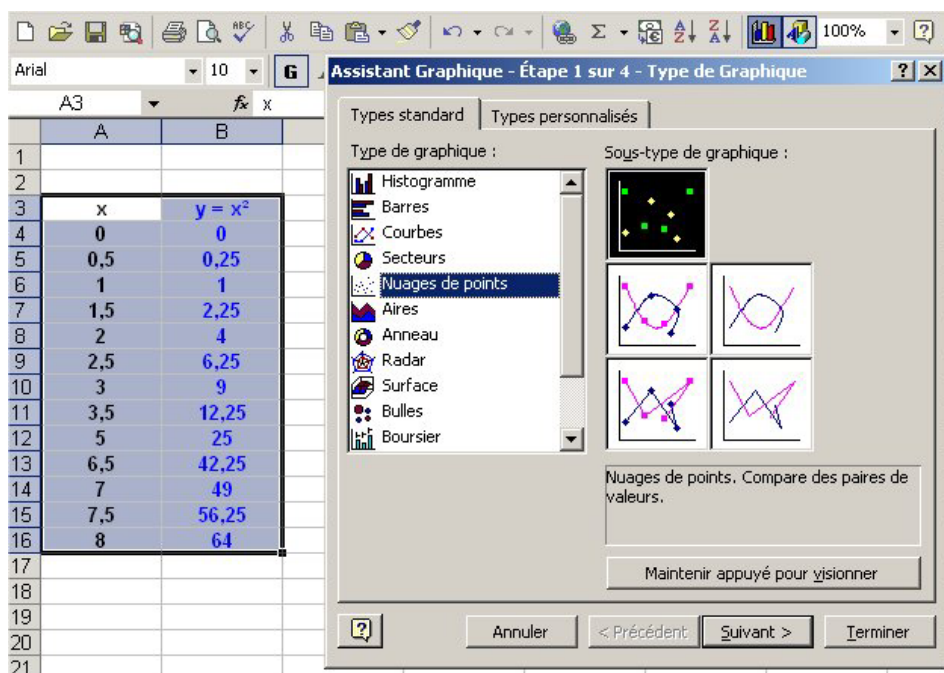 ABC
100%
Arial
10
G
A3
fx
x
A
B
1
2
3 x y = x²
4 0 0
5 0,5 0,25
6 1 1
7 1,5 2,25
8 2 4
9 2,5 6,25
10 3 9
11 3,5 12,25
12 5 25
13 6,5 42,25
14 7 49
15 7,5 56,25
16 8 64
17
18
19
20
21
Assistant Graphique - Étape 1 sur 4 - Type de Graphique
Types standard
Types personnalisés
Type de graphique :
Histogramme
Barres
Courbes
Secteurs
Nuages de points
Aires
Anneau
Radar
Surface
Bulles
Boursier
Sous-type de graphique :
Nuages de points. Compare des paires de
valeurs.
Maintenir appuyé pour visionner
Annuler
< Précédent
Suivant >
Terminer